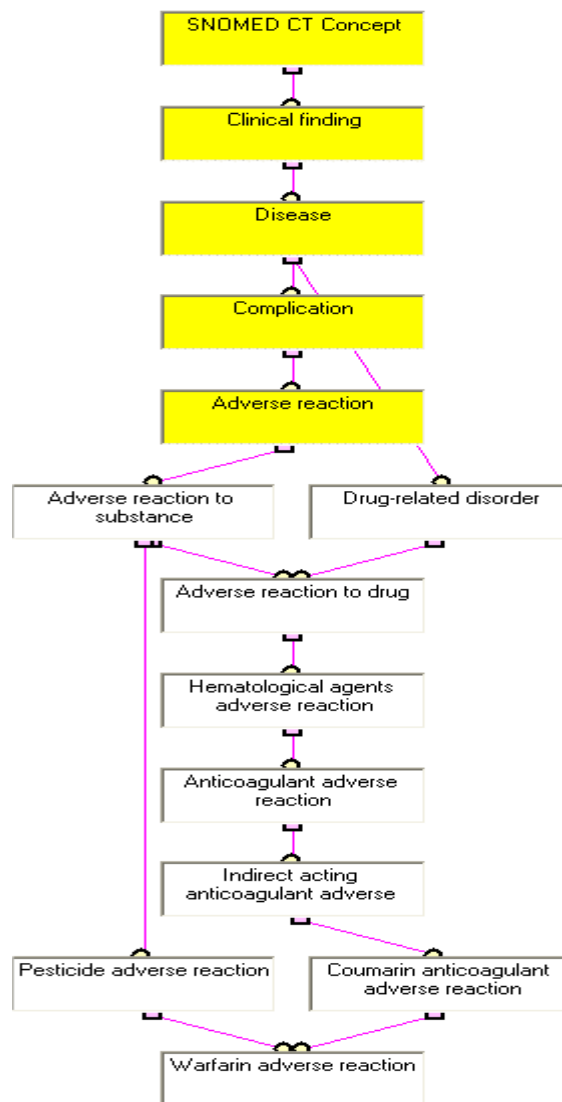 SNOMED CT Concept
Clinical finding
Disease
Complication
Adverse reaction
Adverse reaction to
substance
Drug-related disorder
Adverse reaction to drug
Hematological agents
adverse reaction
Anticoagulant adverse
reaction
Indirect acting
anticoagulant adverse
Pesticide adverse reaction
Coumarin anticoagulant
adverse reaction
Warfarin adverse reaction